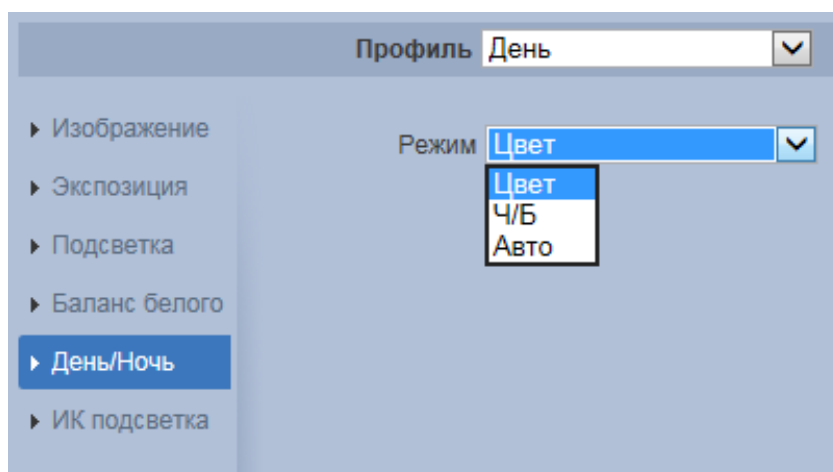 Профиль День
Изображение
Экспозиция
Подсветка
Баланс белого
День/Ночь
ИК подсветка
Режим Цвет
Цвет
Ч/Б
Авто